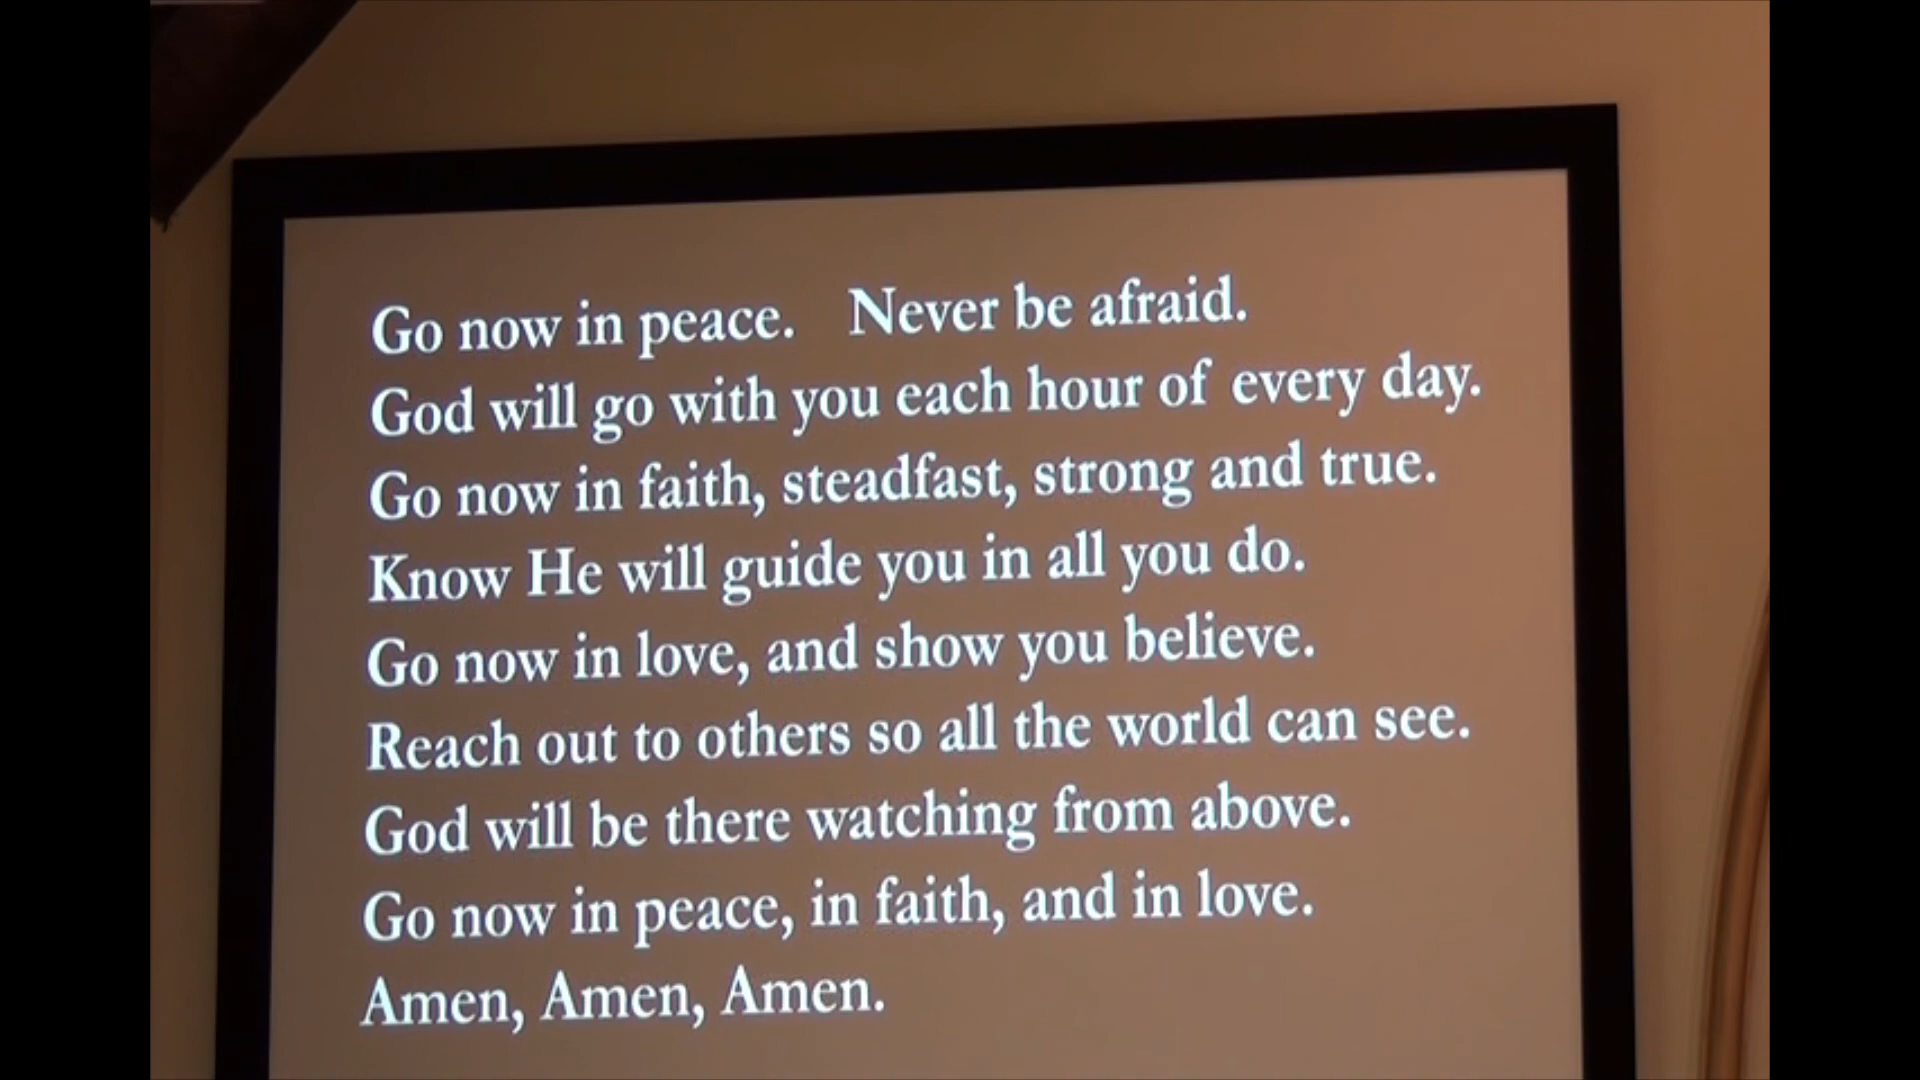 Go now in peace. Never be afraid.
God will go with you each hour of every day.
Go now in faith, steadfast, strong and true.
Know He will guide you in all you do.
Go now in love, and show you believe.
Reach out to others so all the world can see.
God will be there watching from above.
Go now in peace, in faith, and in love.
Amen, Amen, Amen.